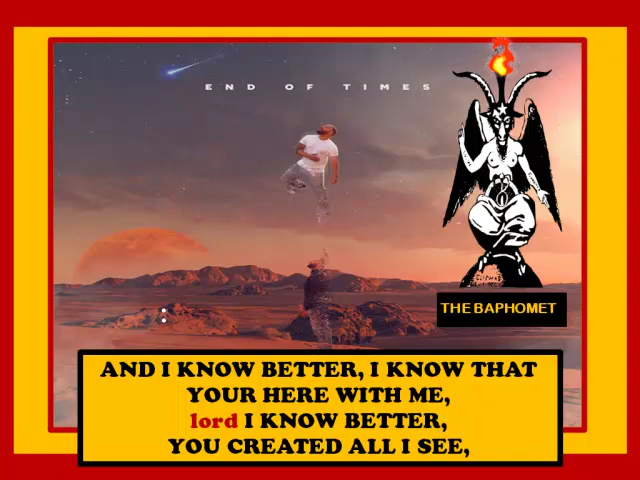 END OF TIMES
THE BAPHOMET
AND I KNOW BETTER, I KNOW THAT
YOUR HERE WITH ME,
lord I KNOW BETTER,
YOU CREATED ALL I SEE,